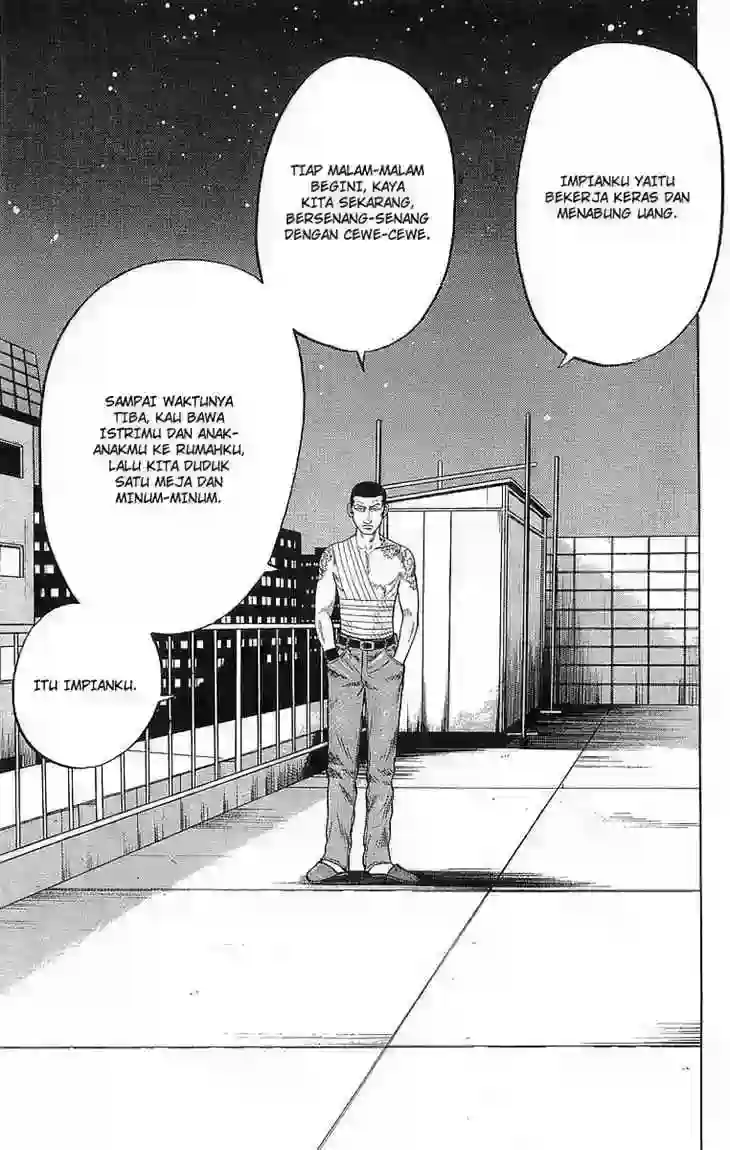 IMPIANKU YAITU
BEKERJA KERAS DAN
MENABUNG UANG.
TIAP MALAM-MALAM
BEGINI, KAYA
KITA SEKARANG,
BERSENANG-SENANG
DENGAN CEWE-CEWE.
SAMPAI WAKTUNYA
TIBA, KAU BAWA
ISTRIMU DAN ANAK-
ANAKMU KE RUMAHKU,
LALU KITA DUDUK
SATU MEJA DAN
MINUM-MINUM.
ITU IMPIANKU.